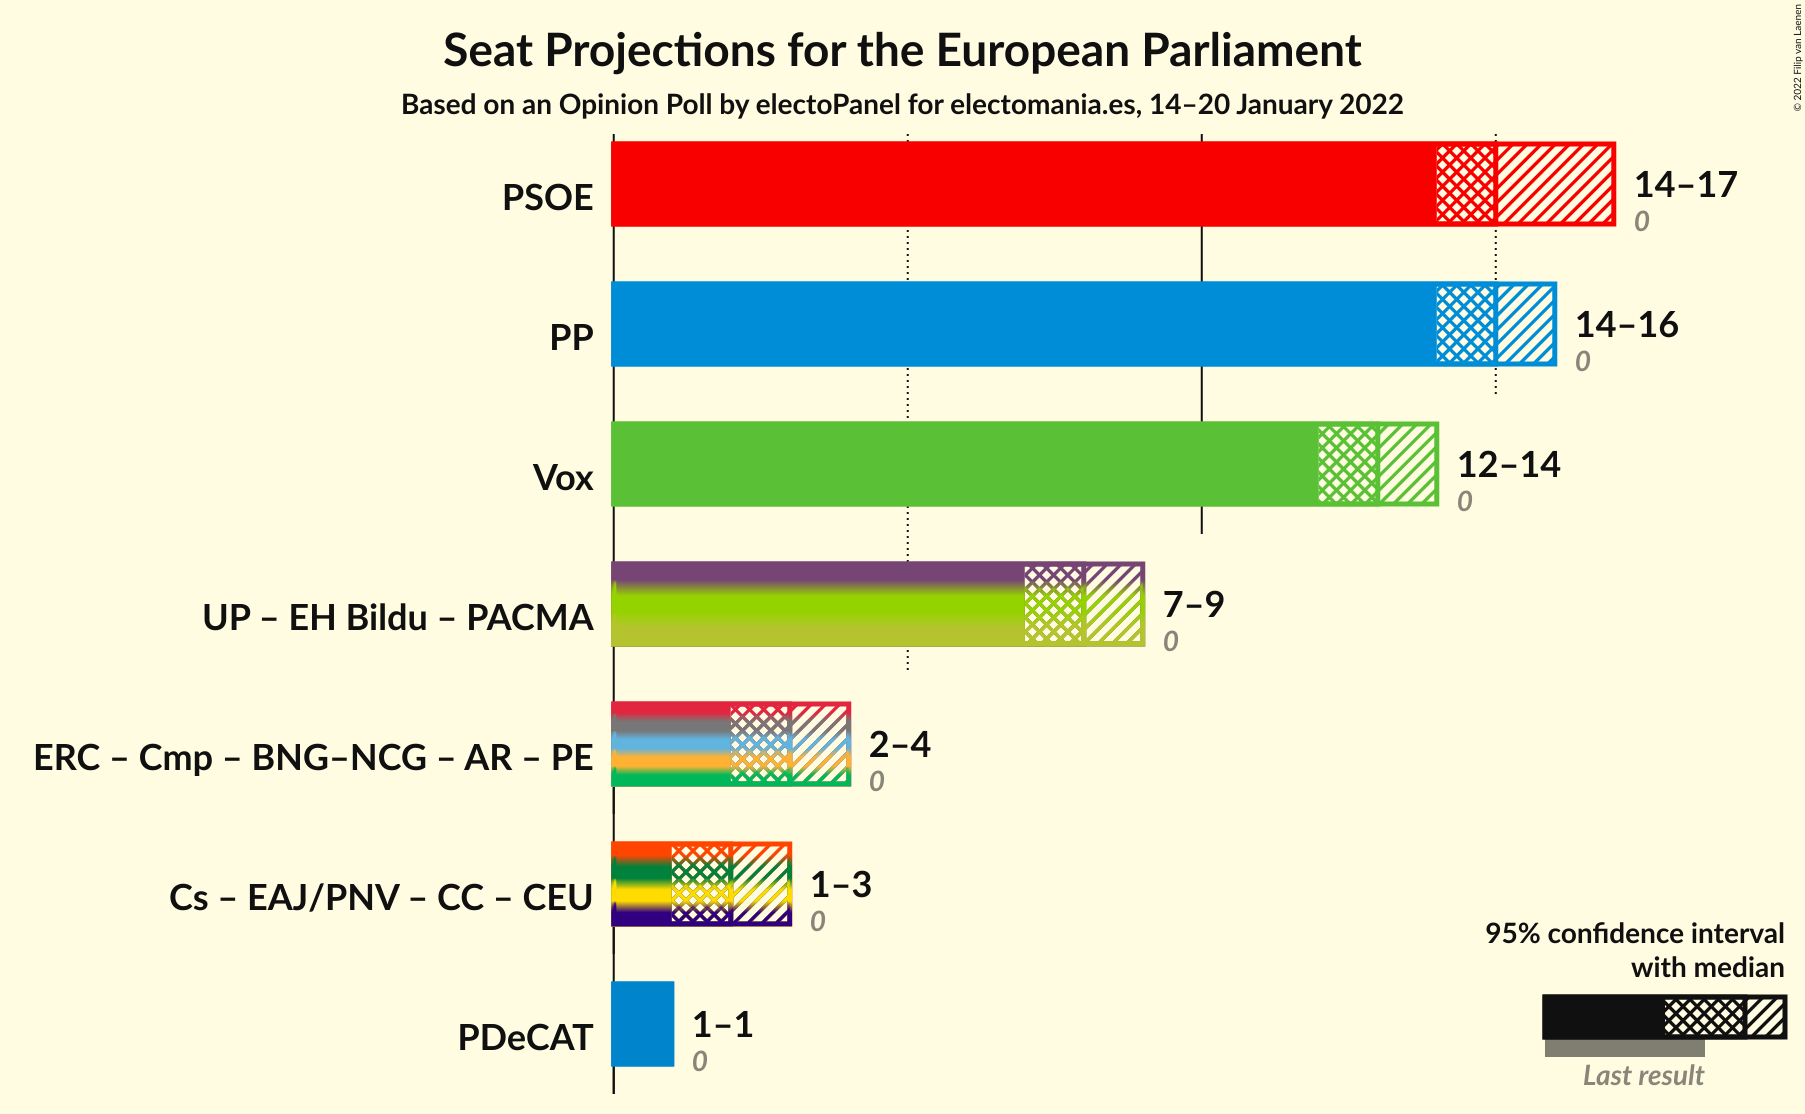 Seat Projections for the European Parliament
Based on an Opinion Poll by electoPanel for electomania.es, 14–20 January 2022
© 2022 Filip van Laenen
PSOE
14–17
0
PP
14–16
0
Vox
12–14
0
UP – EH Bildu – PACMA
7–9
0
ERC – Cmp – BNG–NCG – AR – PE
2–4
0
Cs – EAJ/PNV – CC – CEU
1–3
0
PDeCAT
1–1
0
95% confidence interval
with median
Last result